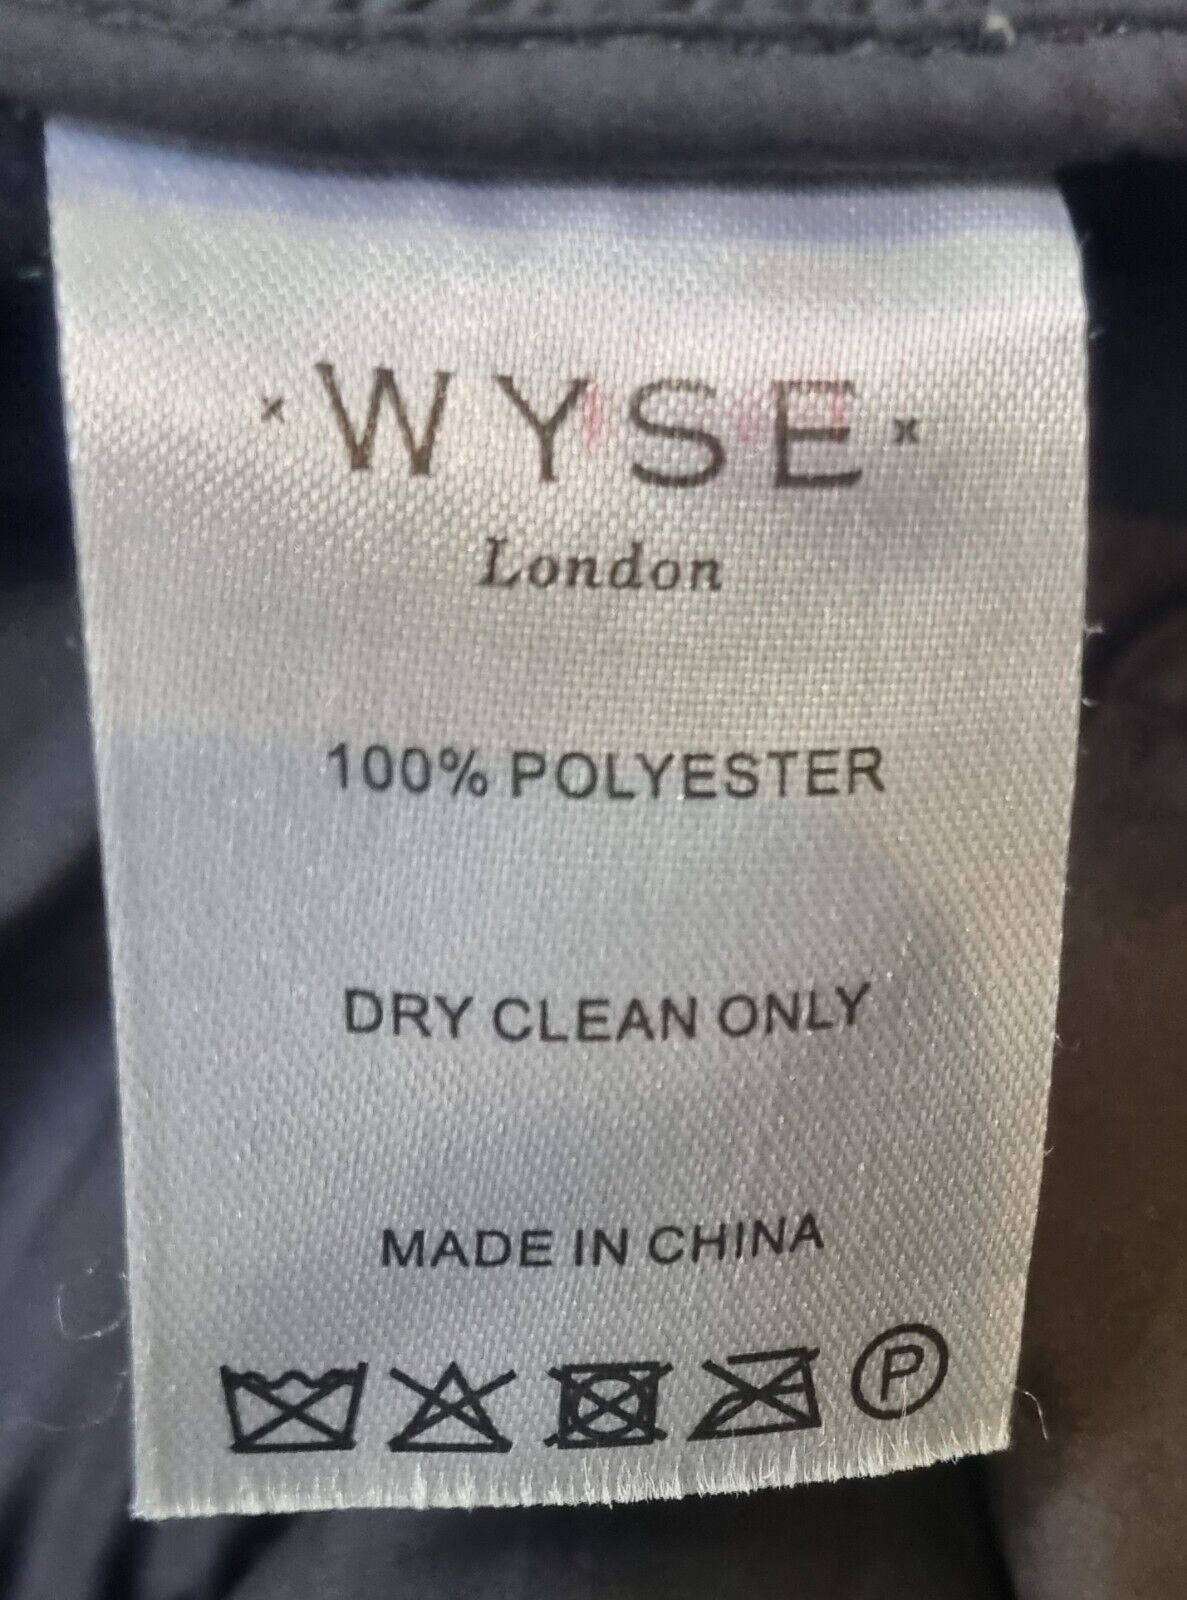 x WYSE x
London
100% POLYESTER
DRY CLEAN ONLY
MADE IN CHINA
P